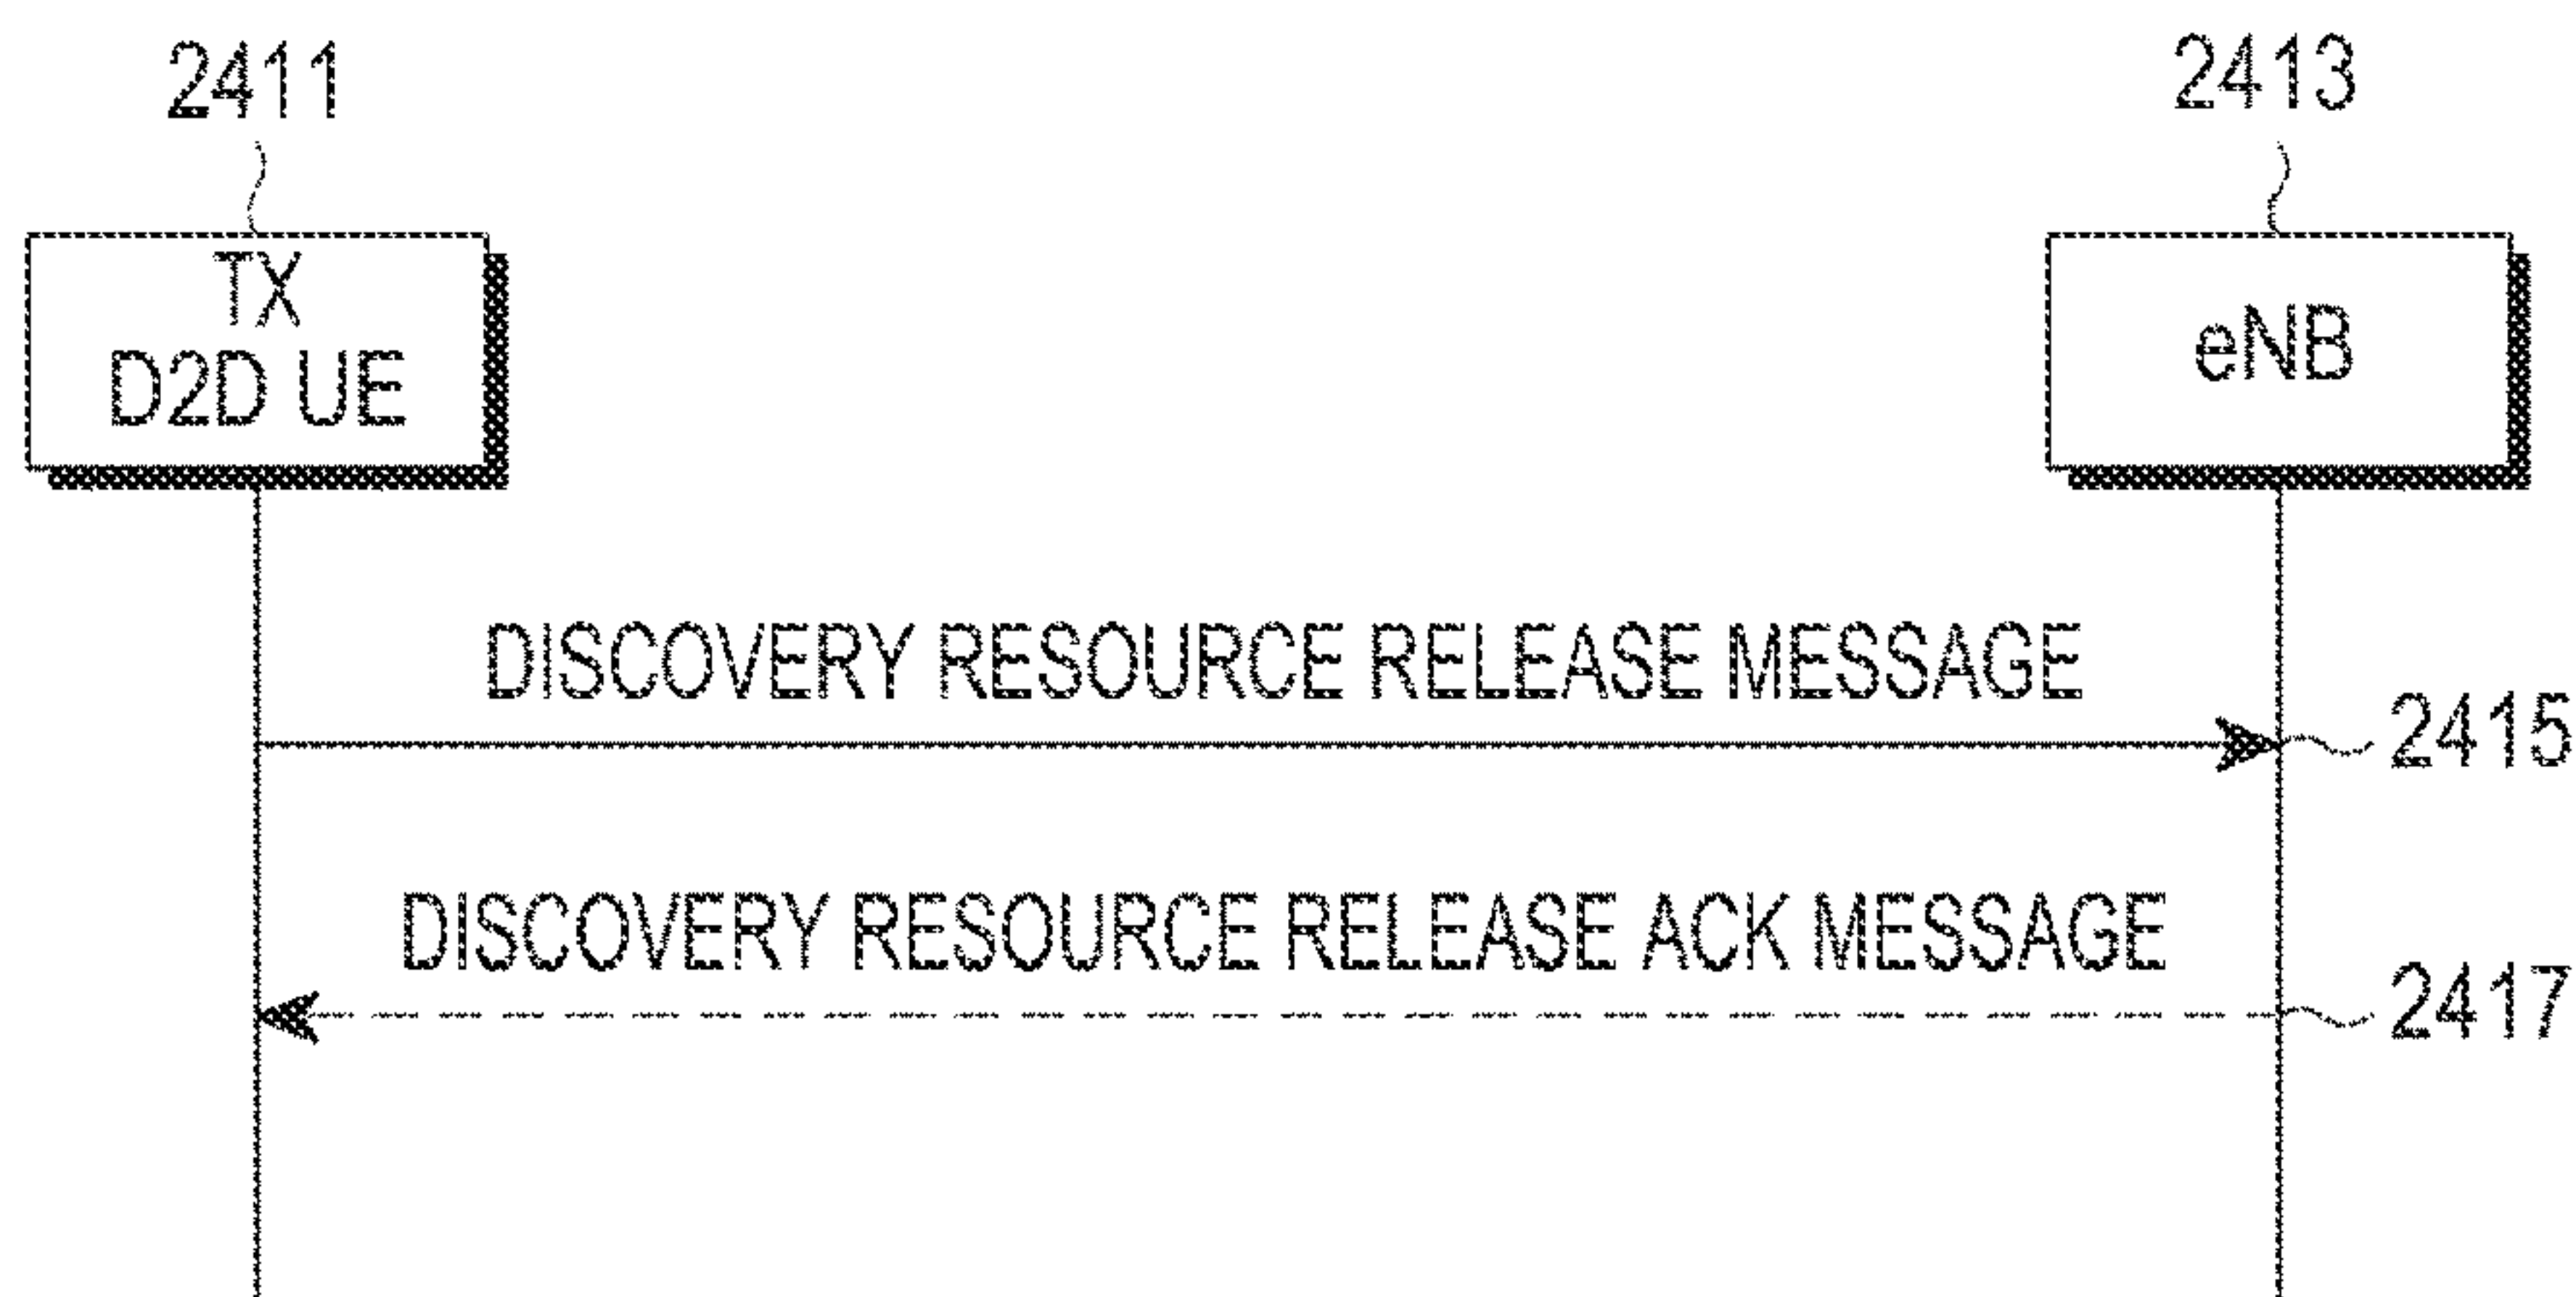 2411
2413
TX
D2D UE
eNB
DISCOVERY RESOURCE RELEASE MESSAGE
2415
DISCOVERY RESOURCE RELEASE ACK MESSAGE
2417